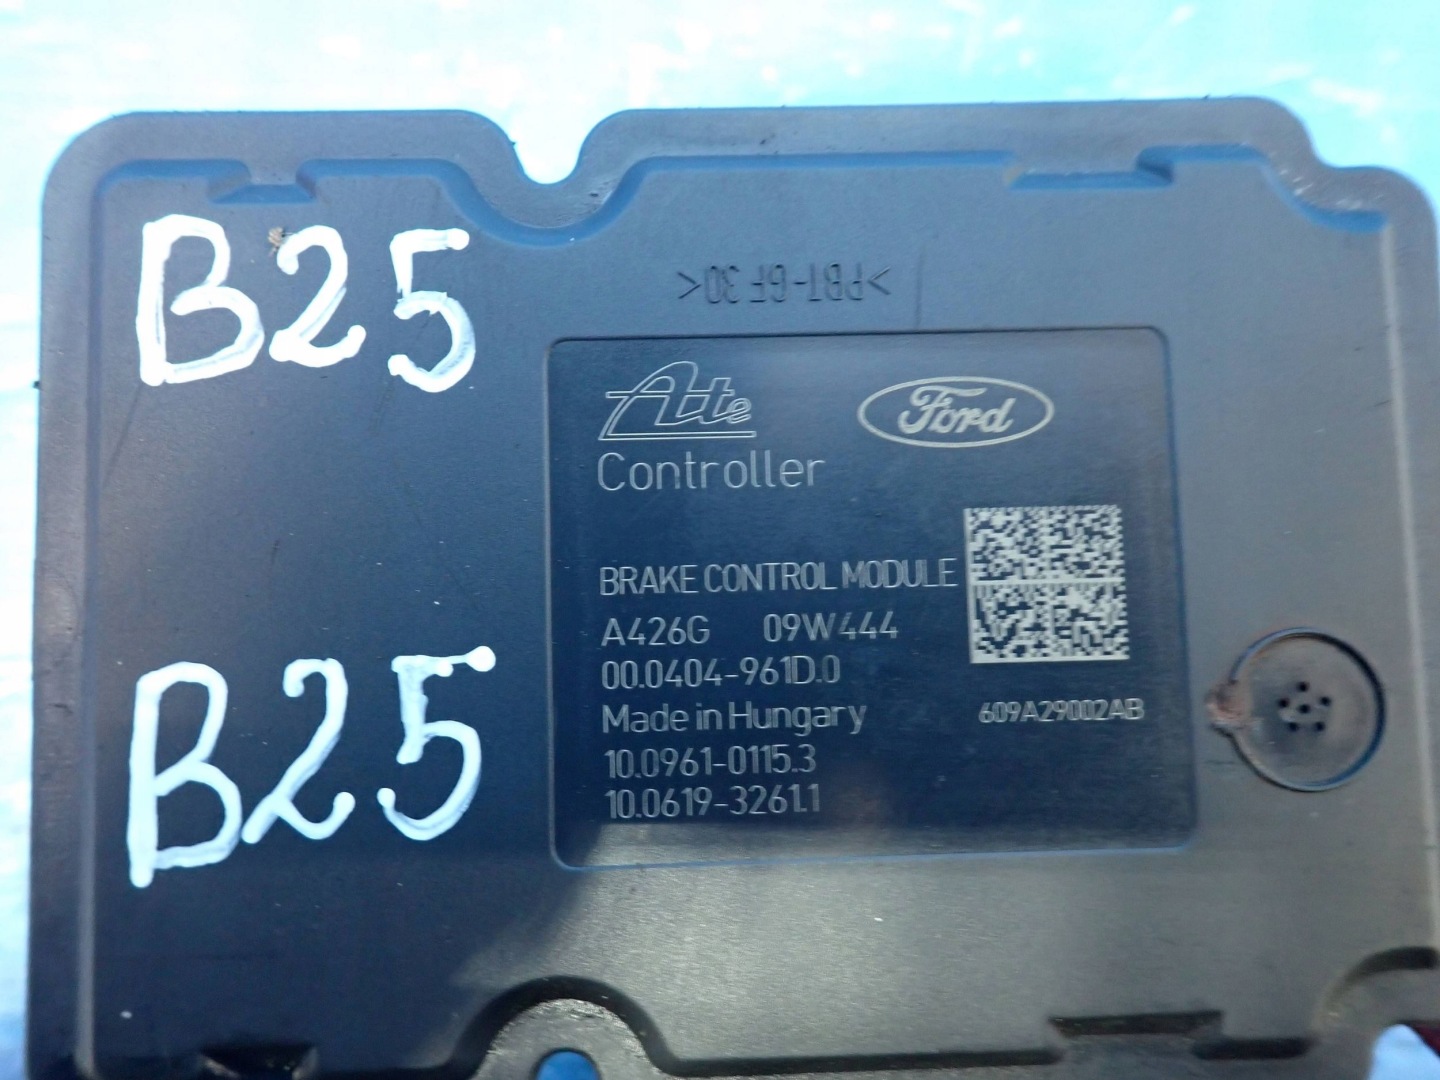 B25
>PBT-GF 30<
Ate
Ford
Controller
BRAKE CONTROL MODULE
A426G 09W444
00.0404-961D.0
Made in Hungary
609A29002AB
10.0961-0115.3
10.0619-3261.1
B25